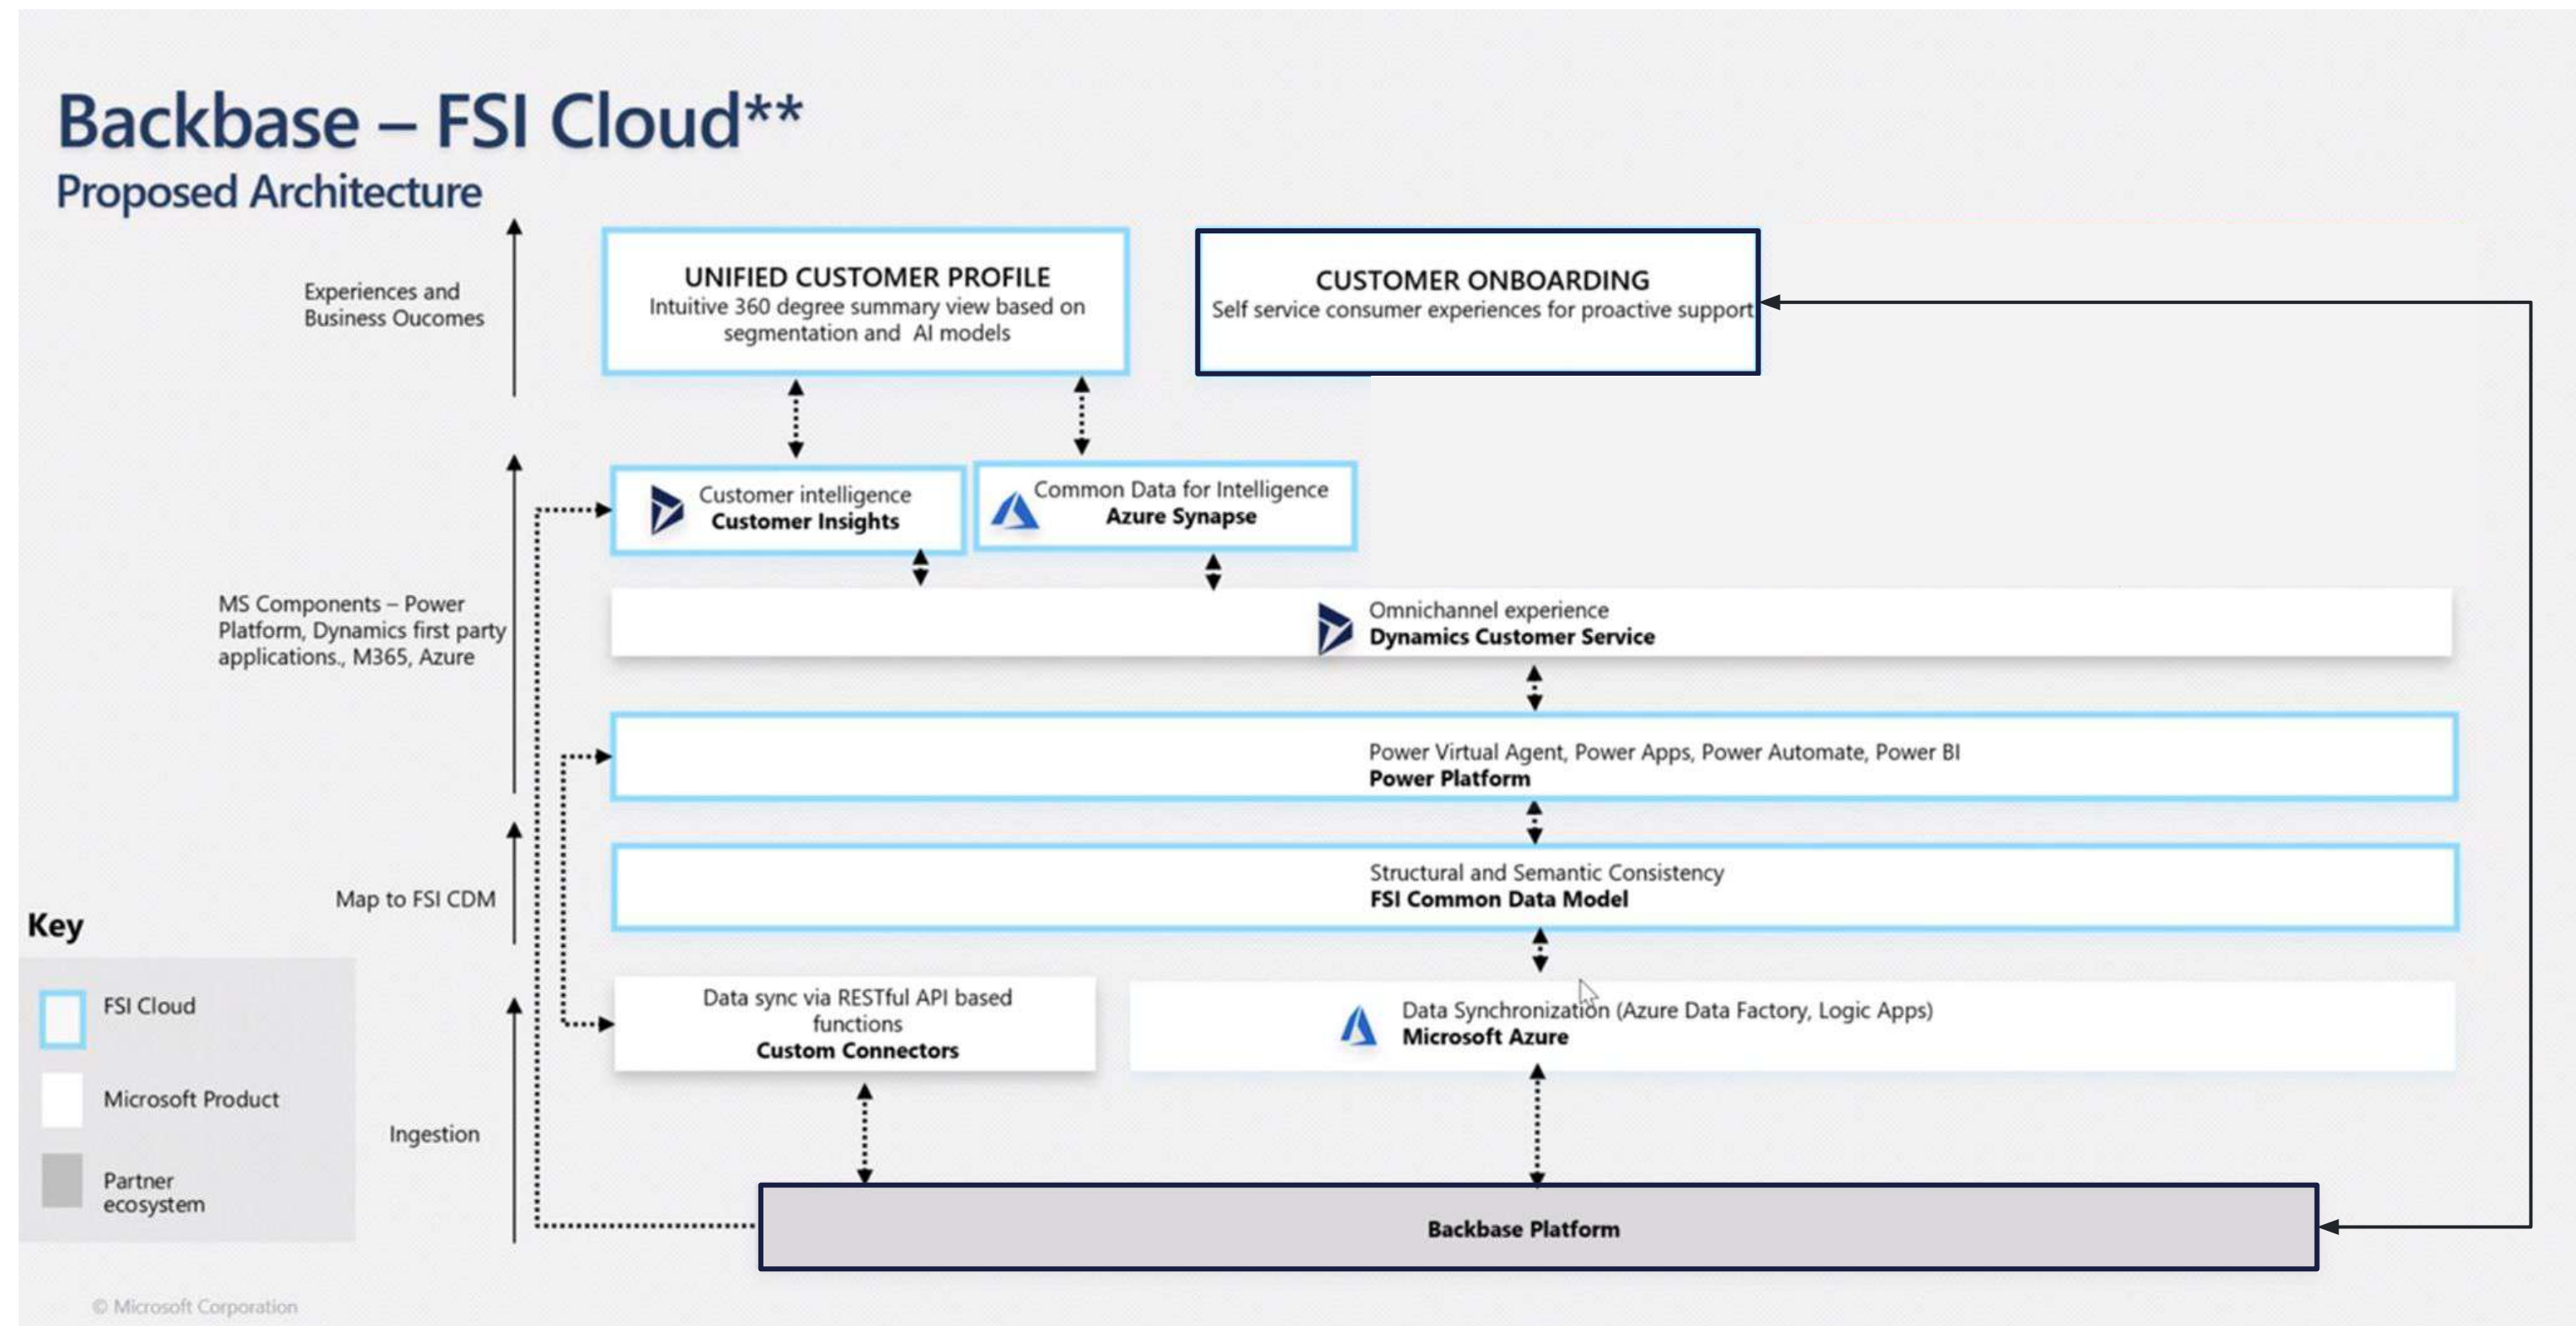 Backbase – FSI Cloud**
Proposed Architecture
Experiences and
Business Oucomes
UNIFIED CUSTOMER PROFILE
Intuitive 360 degree summary view based on
segmentation and AI models
CUSTOMER ONBOARDING
Self service consumer experiences for proactive support
Customer intelligence
Customer Insights
Common Data for Intelligence
Azure Synapse
MS Components – Power
Platform, Dynamics first party
applications., M365, Azure
Omnichannel experience
Dynamics Customer Service
Power Virtual Agent, Power Apps, Power Automate, Power BI
Power Platform
Map to FSI CDM
Structural and Semantic Consistency
FSI Common Data Model
Ingestion
Data sync via RESTful API based
functions
Custom Connectors
Data Synchronization (Azure Data Factory, Logic Apps)
Microsoft Azure
Backbase Platform
Key
FSI Cloud
Microsoft Product
Partner
ecosystem
© Microsoft Corporation